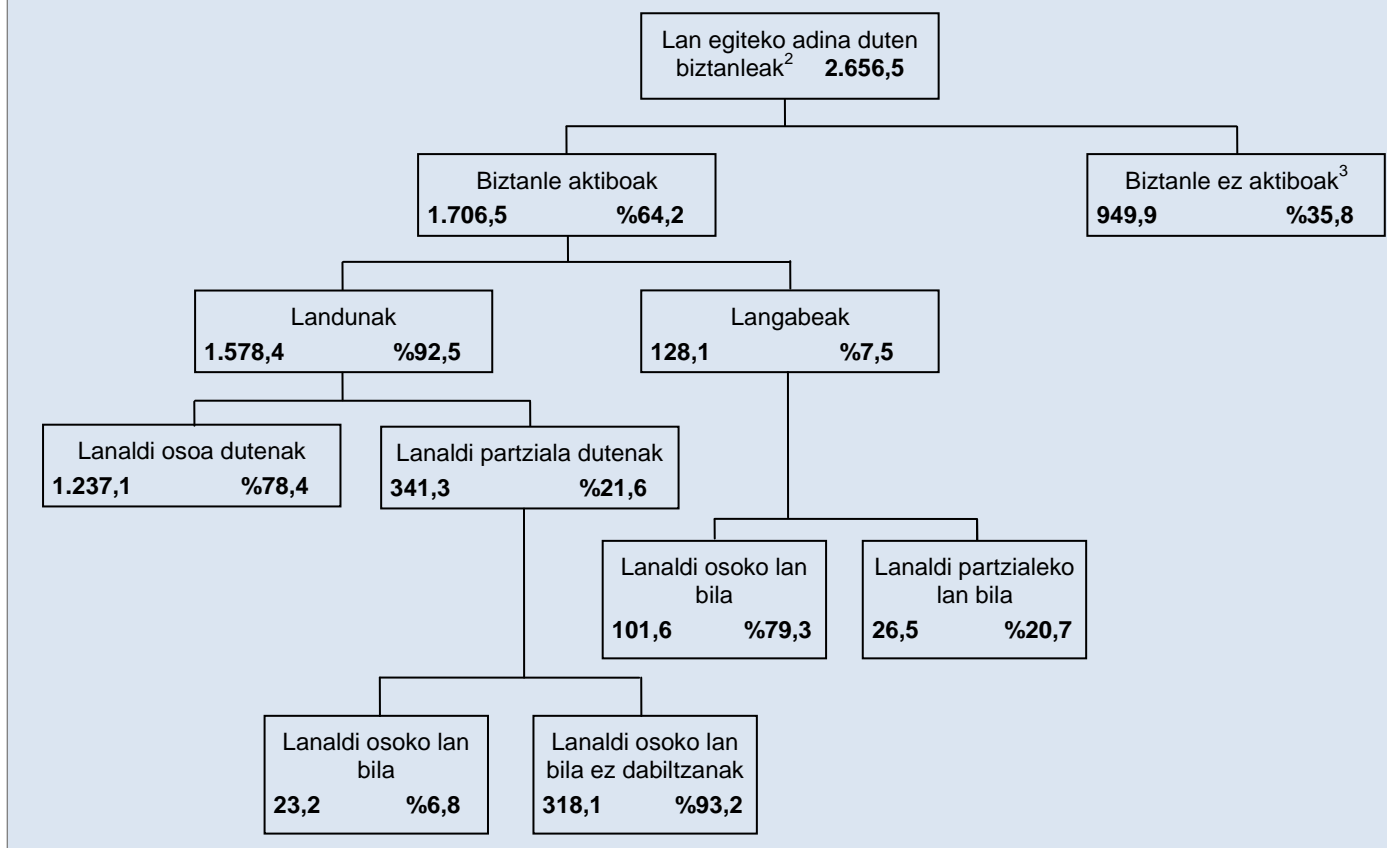 Lan egiteko adina duten
biztanleak² 2.656,5
Biztanle aktiboak
1.706,5 %64,2
Biztanle ez aktiboak³
949,9 %35,8
Landunak
1.578,4 %92,5
Langabeak
128,1 %7,5
Lanaldi osoa dutenak
1.237,1 %78,4
Lanaldi partziala dutenak
341,3 %21,6
Lanaldi osoko lan
bila
101,6 %79,3
Lanaldi partzialeko
lan bila
26,5 %20,7
Lanaldi osoko lan
bila
23,2 %6,8
Lanaldi osoko lan
bila ez dabiltzanak
318,1 %93,2